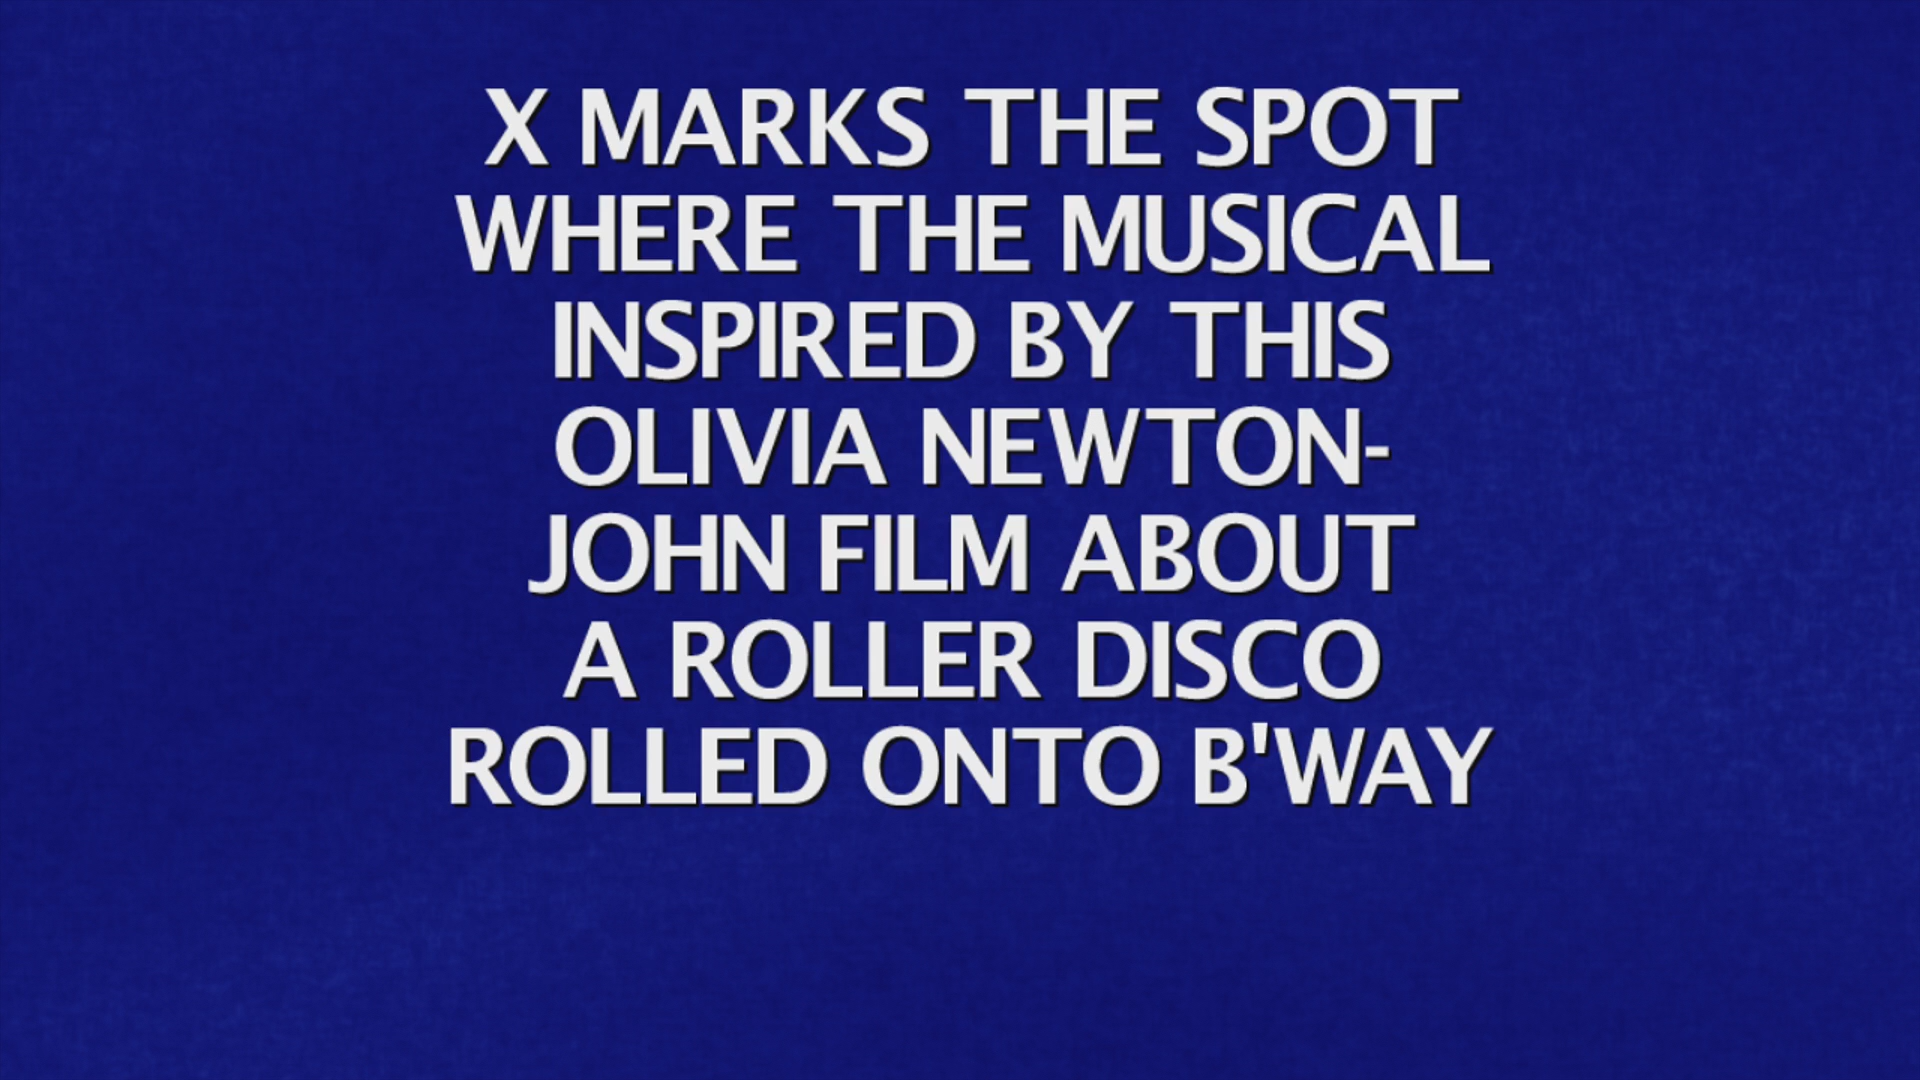 X MARKS THE SPOT
WHERE THE MUSICAL
INSPIRED BY THIS
OLIVIA NEWTON-
JOHN FILM ABOUT
A ROLLER DISCO
ROLLED ONTO B'WAY